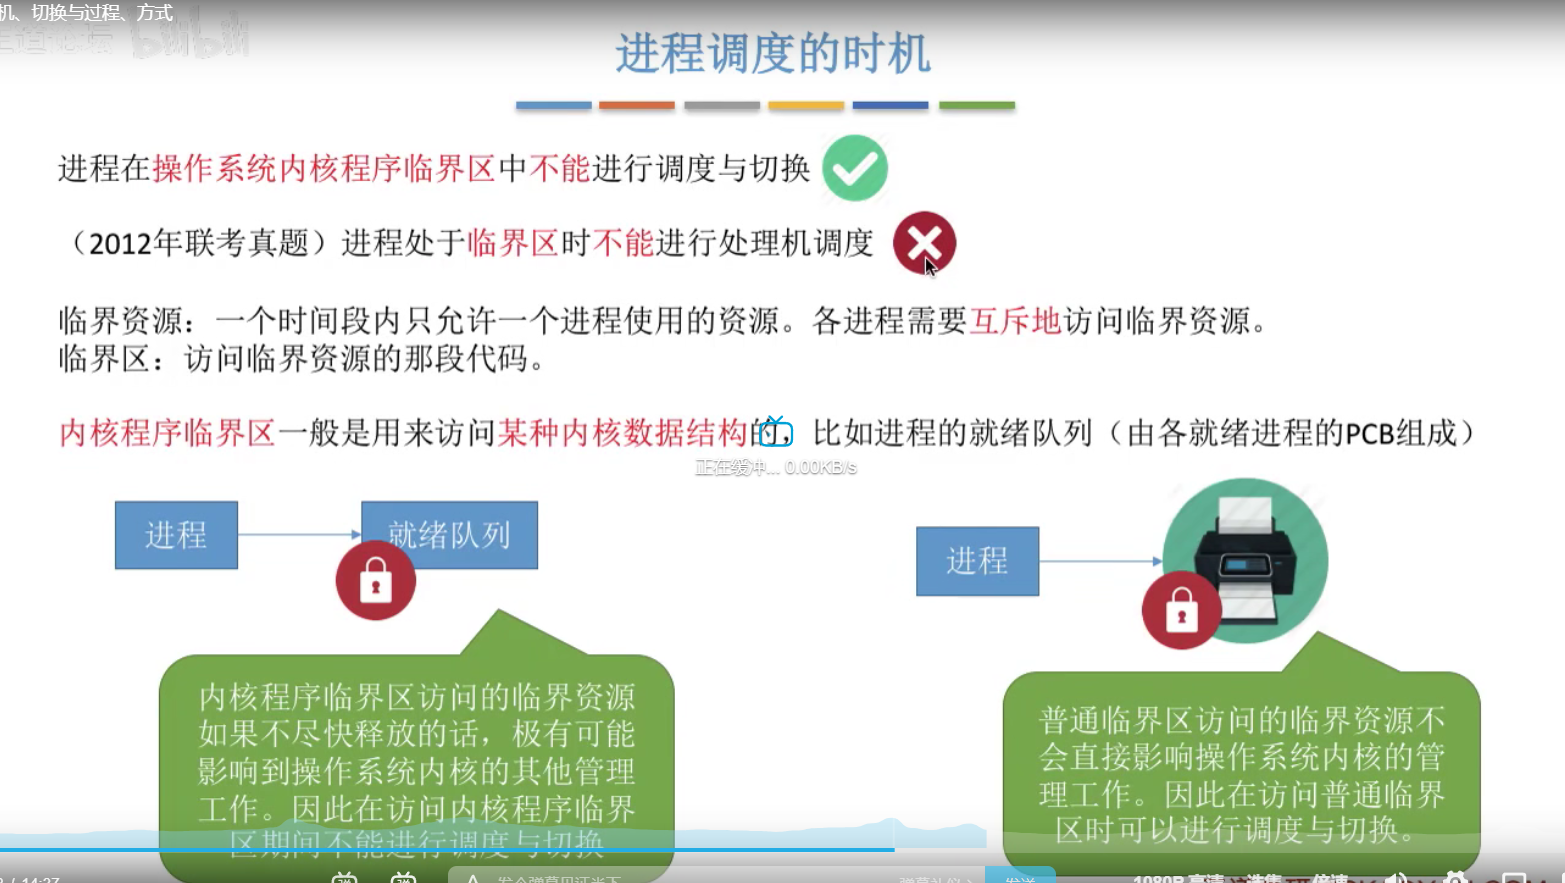 机、切换与过程、方式
bilibili
进程调度的时机
进程在操作系统内核程序临界区中不能进行调度与切换
（2012年联考真题）进程处于临界区时不能进行处理机调度
临界资源：一个时间段内只允许一个进程使用的资源。各进程需要互斥地访问临界资源。
临界区：访问临界资源的那段代码。
内核程序临界区一般是用来访问某种内核数据结构的，比如进程的就绪队列（由各就绪进程的PCB组成）
正在缓冲... 0.00KB/s
进程
就绪队列
内核程序临界区访问的临界资源
如果不尽快释放的话，极有可能
影响到操作系统内核的其他管理
工作。因此在访问内核程序临界
区期间不能进行调度与切换
进程
普通临界区访问的临界资源不
会直接影响操作系统内核的管
理工作。因此在访问普通临界
区时可以进行调度与切换。
/ 14:27
发个弹幕见证当下
弹幕礼仪 >
发送
1080P 高清
选集
倍速